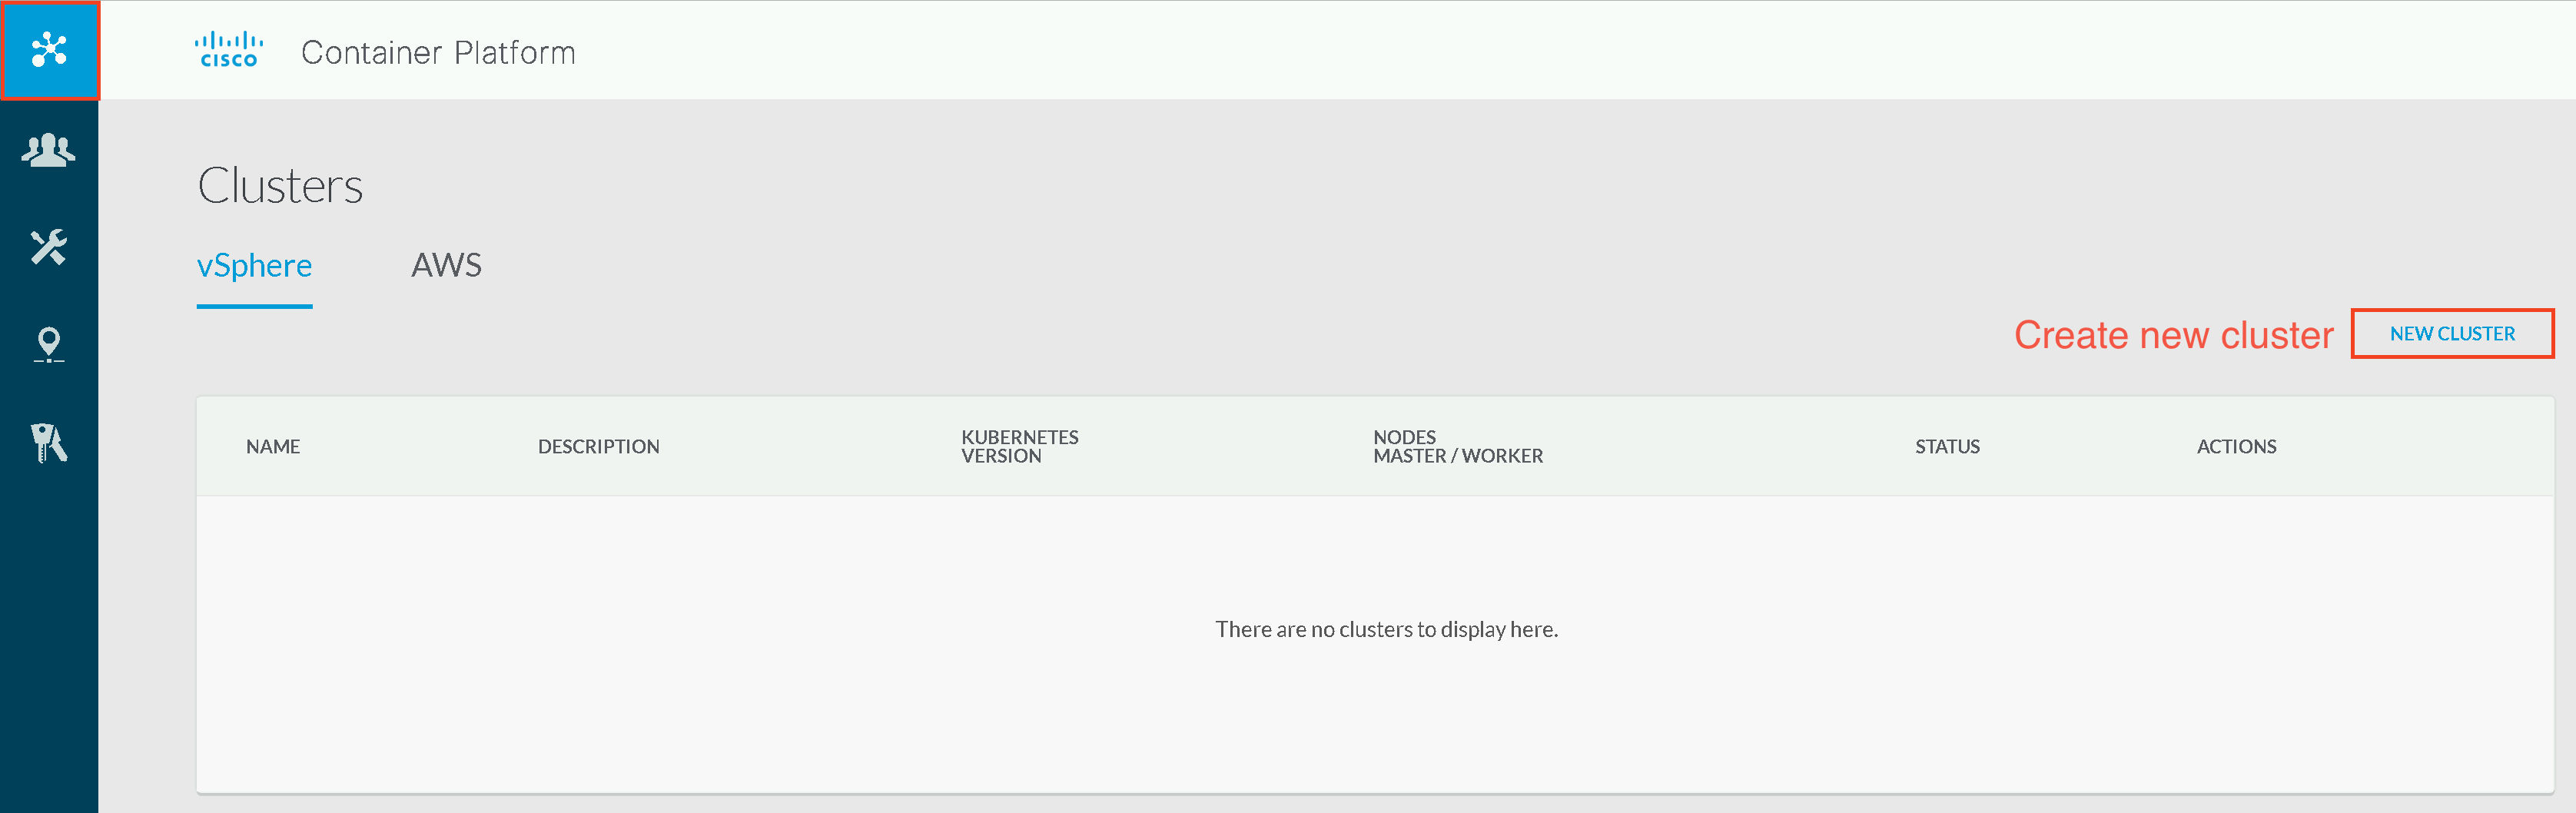 CISCO
Container Platform
Clusters
vSphere
AWS
Create new cluster
NEW CLUSTER
NAME
DESCRIPTION
KUBERNETES
VERSION
NODES
MASTER / WORKER
STATUS
ACTIONS
There are no clusters to display here.